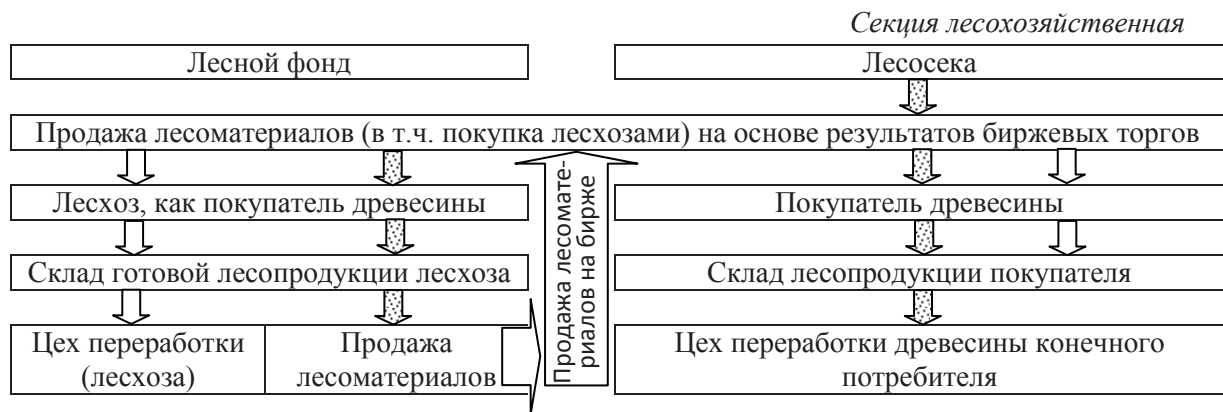 Секция лесохозяйственная
Лесной фонд
Лесосека
Продажа лесоматериалов (в т.ч. покупка лесхозами) на основе результатов биржевых торгов
Лесхоз, как покупатель древесины
Покупатель древесины
Склад готовой лесопродукции лесхоза
Склад лесопродукции покупателя
Цех переработки
(лесхоза)
Продажа
лесоматериалов
Продажа лесомате-
риалов на бирже
Цех переработки древесины конечного
потребителя